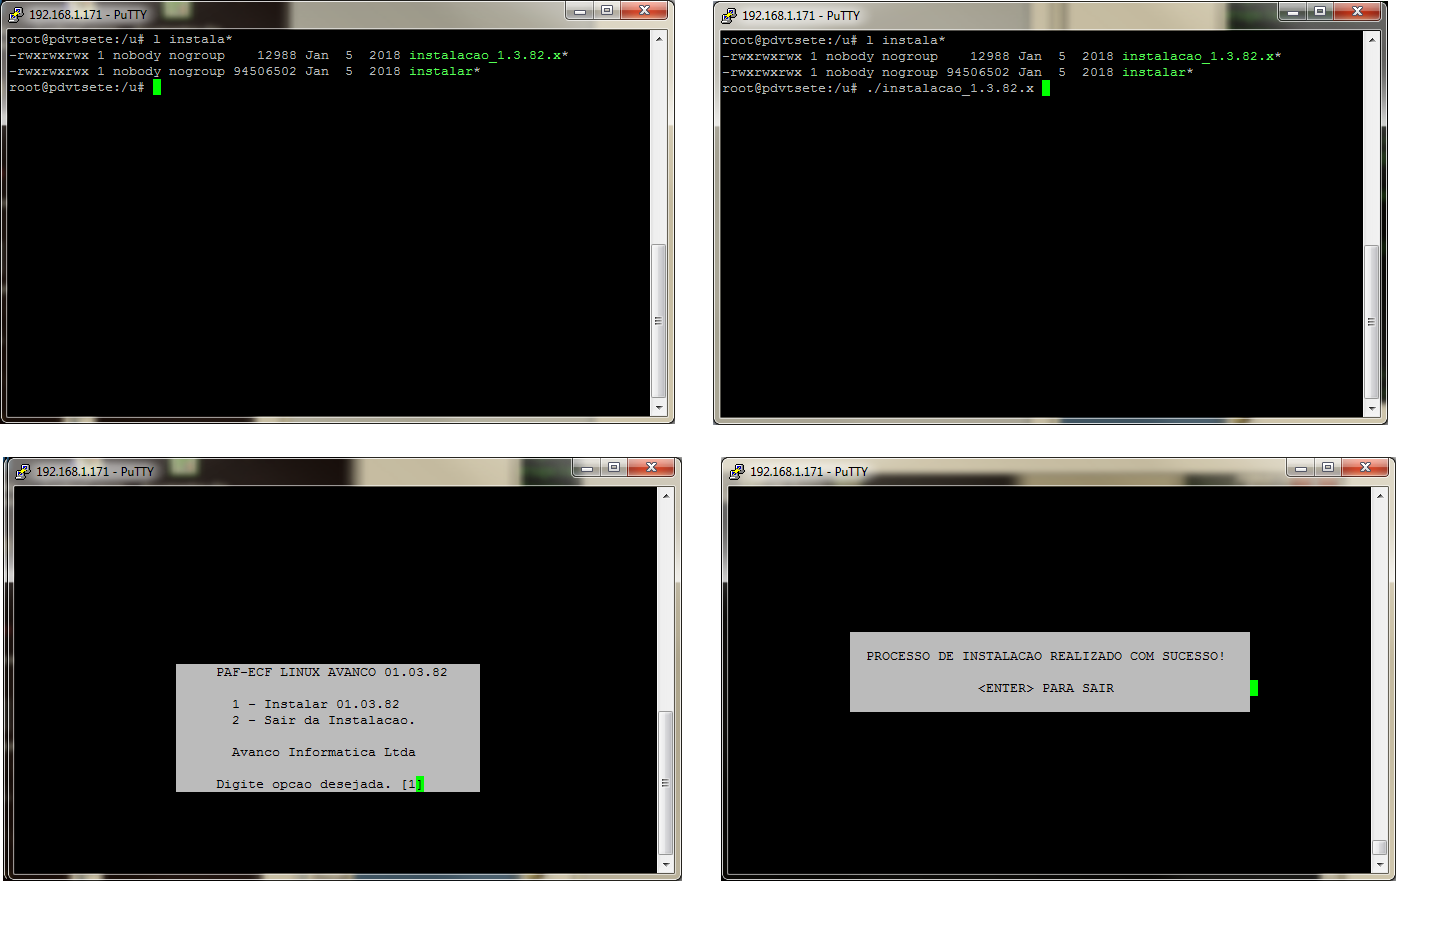 192.168.1.171 - PuTTY
root@pdvtsete:/u# l instala*
-rwxrwxrwx 1 nobody nogroup    12988 Jan  5  2018 instalacao_1.3.82.x*
-rwxrwxrwx 1 nobody nogroup 94506502 Jan  5  2018 instalar*
root@pdvtsete:/u#
192.168.1.171 - PuTTY
root@pdvtsete:/u# l instala*
-rwxrwxrwx 1 nobody nogroup    12988 Jan  5  2018 instalacao_1.3.82.x*
-rwxrwxrwx 1 nobody nogroup 94506502 Jan  5  2018 instalar*
root@pdvtsete:/u# ./instalacao_1.3.82.x
192.168.1.171 - PuTTY
PAF-ECF LINUX AVANCO 01.03.82
1 - Instalar 01.03.82
2 - Sair da Instalacao.
Avanco Informatica Ltda
Digite opcao desejada. [1]
192.168.1.171 - PuTTY
PROCESSO DE INSTALACAO REALIZADO COM SUCESSO!
<ENTER> PARA SAIR